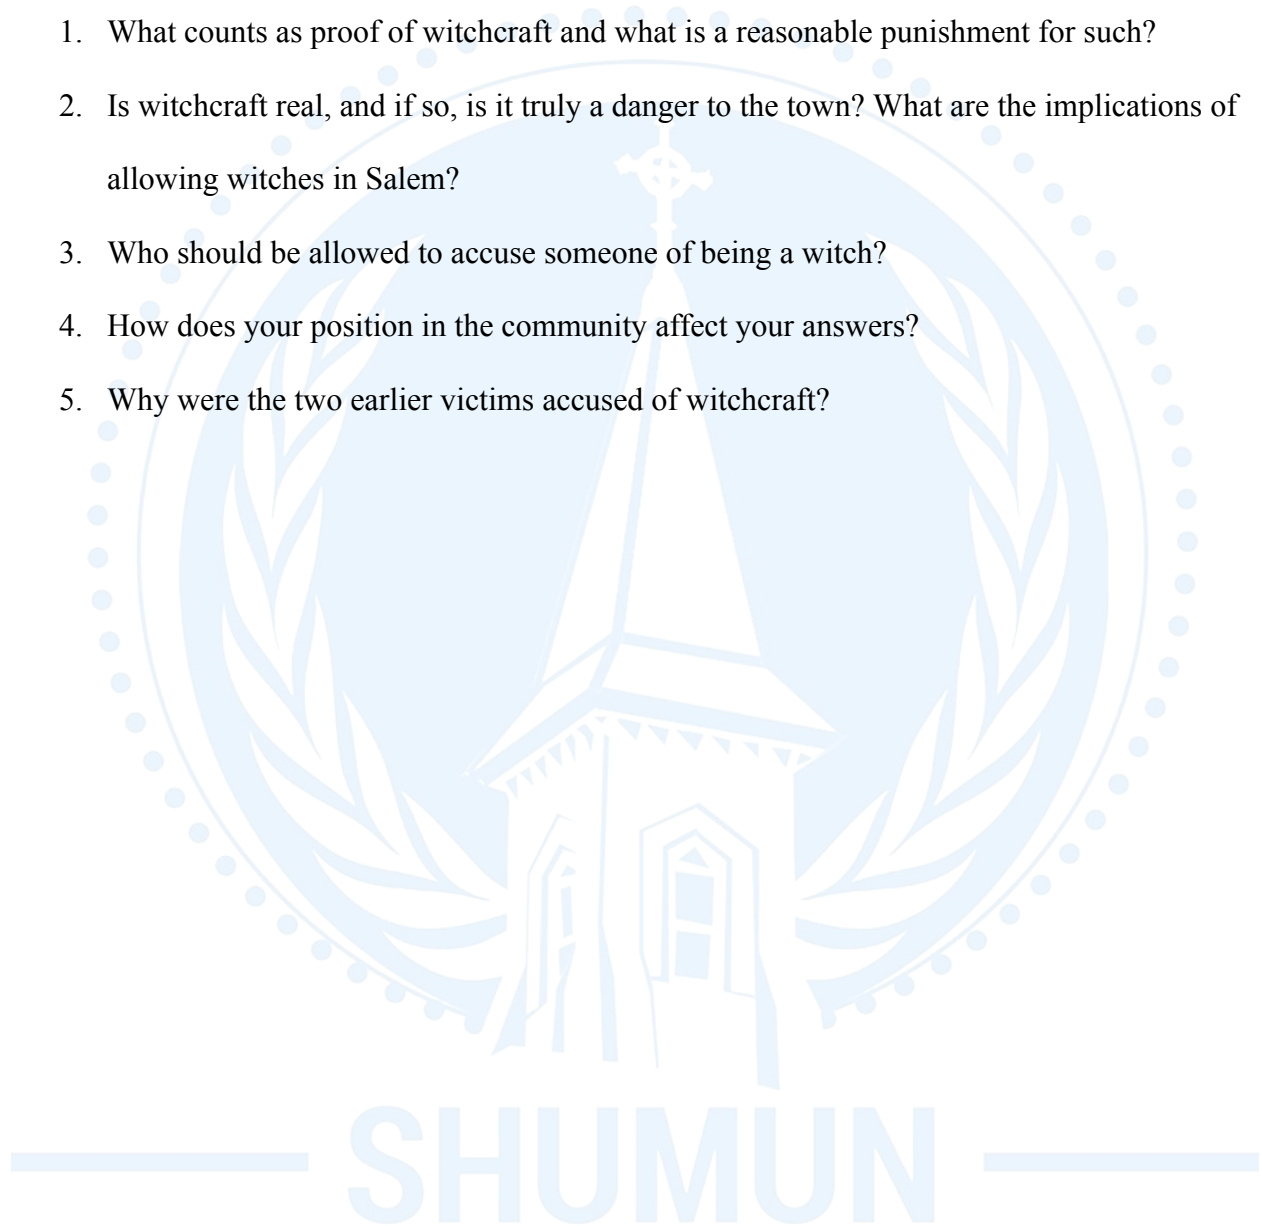 1. What counts as proof of witchcraft and what is a reasonable punishment for such?
2. Is witchcraft real, and if so, is it truly a danger to the town? What are the implications of
allowing witches in Salem?
3. Who should be allowed to accuse someone of being a witch?
4. How does your position in the community affect your answers?
5. Why were the two earlier victims accused of witchcraft?
SHUMUN